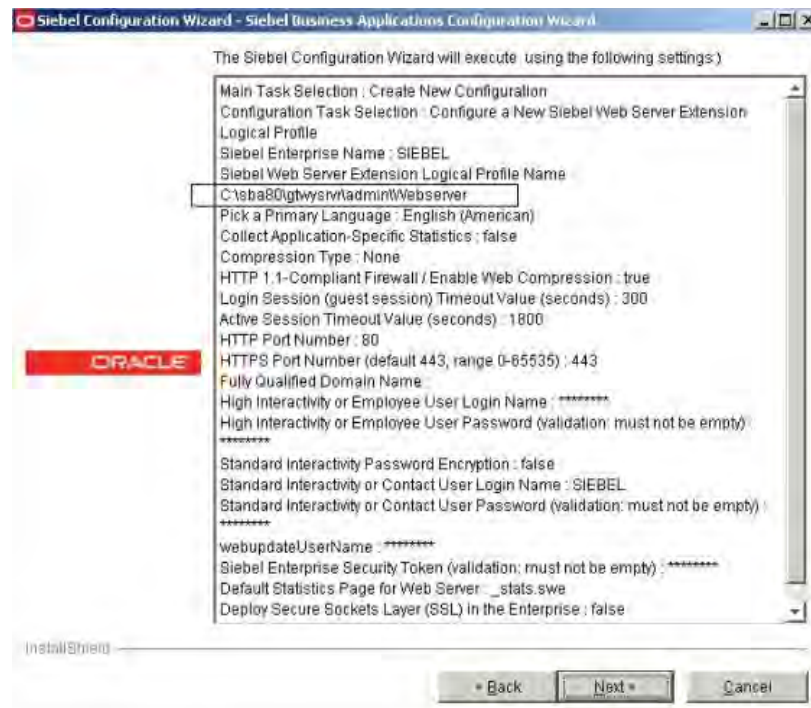 Siebel Configuration Wizard - Siebel Business Applications Configuration Wizard
The Siebel Configuration Wizard will execute using the following settings:)
Main Task Selection : Create New Configuration
Configuration Task Selection : Configure a New Siebel Web Server Extension
Logical Profile
Siebel Enterprise Name : SIEBEL
Siebel Web Server Extension Logical Profile Name
C:\sba80\gtwysrvr\admin\Webserver
Pick a Primary Language : English (American)
Collect Application-Specific Statistics : false
Compression Type : None
HTTP 1.1-Compliant Firewall / Enable Web Compression : true
Login Session (guest session) Timeout Value (seconds) : 300
Active Session Timeout Value (seconds) : 1800
HTTP Port Number : 80
HTTPS Port Number (default 443, range 0-65535) : 443
Fully Qualified Domain Name :
High Interactivity or Employee User Login Name : ********
High Interactivity or Employee User Password (validation: must not be empty) :
********
Standard Interactivity Password Encryption : false
Standard Interactivity or Contact User Login Name : SIEBEL
Standard Interactivity or Contact User Password (validation: must not be empty) :
********
webupdateUserName : ********
Siebel Enterprise Security Token (validation: must not be empty) : ********
Default Statistics Page for Web Server : _stats.swe
Deploy Secure Sockets Layer (SSL) in the Enterprise : false
ORACLE
InstallShield
< Back
Next >
Cancel